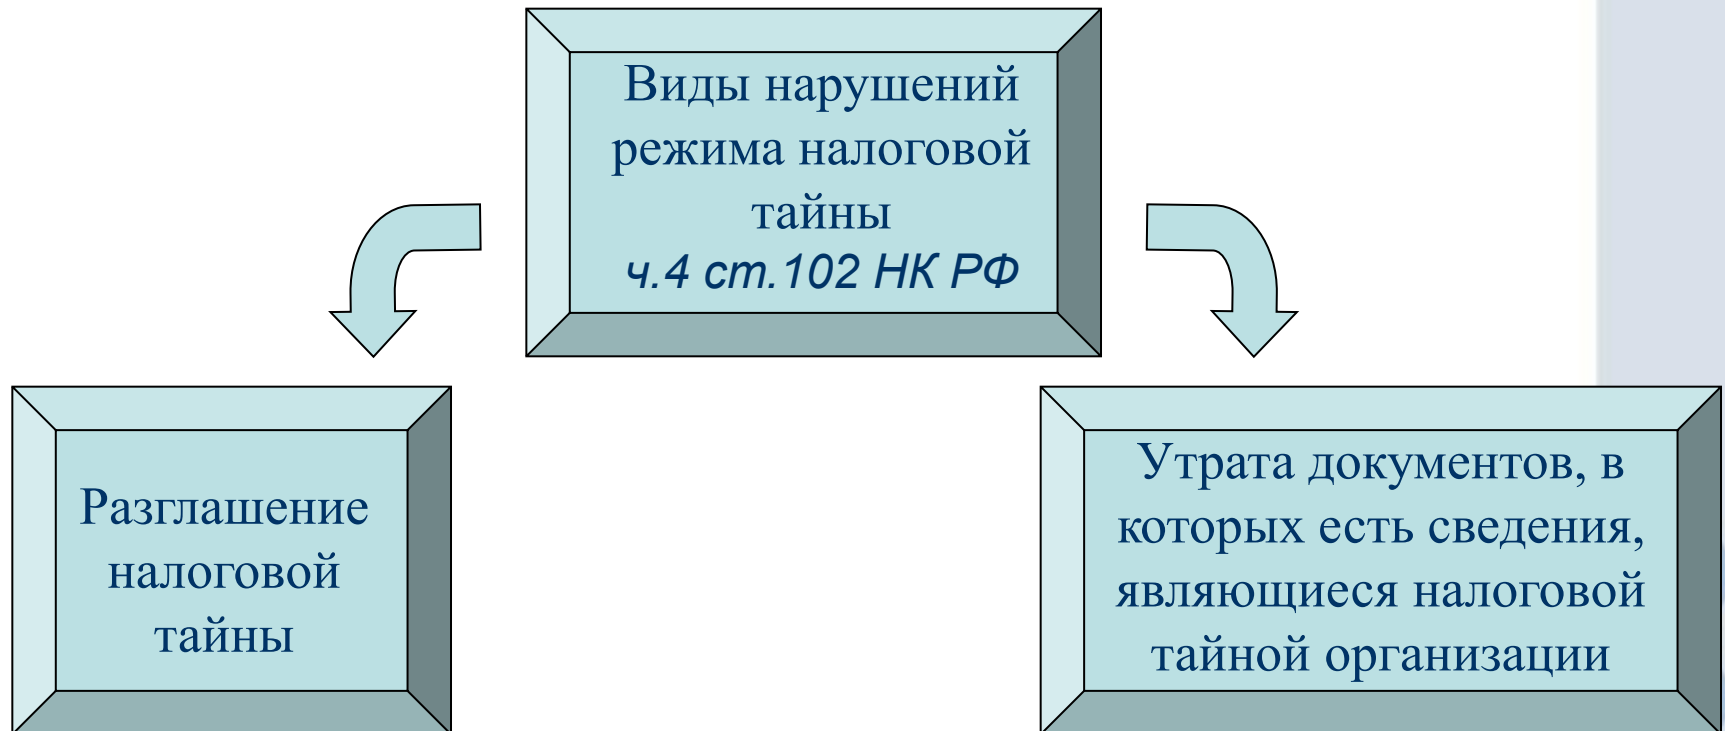 Виды нарушений
режима налоговой
тайны
ч.4 ст.102 НК РФ
Разглашение
налоговой
тайны
Утрата документов, в
которых есть сведения,
являющиеся налоговой
тайной организации